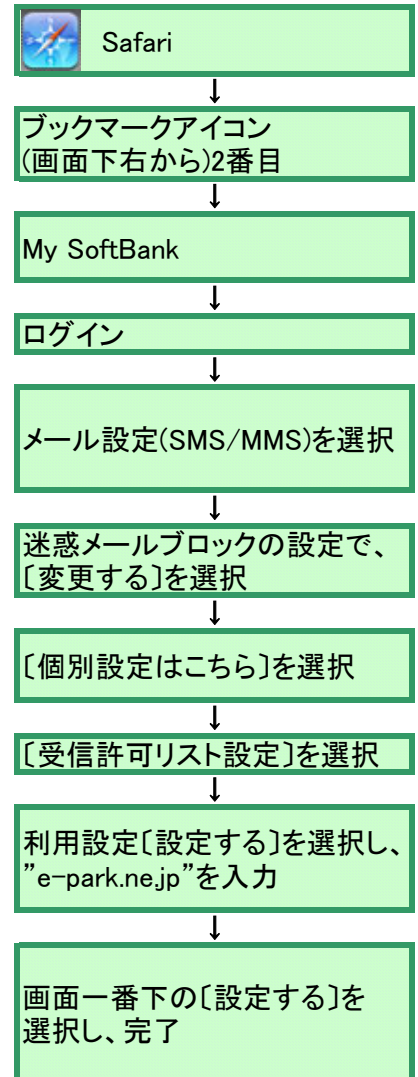 Safari
↓
ブックマークアイコン
(画面下右から)2番目
↓
My SoftBank
↓
ログイン
↓
メール設定(SMS/MMS)を選択
↓
迷惑メールブロックの設定で、
〔変更する〕を選択
↓
〔個別設定はこちら〕を選択
↓
〔受信許可リスト設定〕を選択
↓
利用設定〔設定する〕を選択し、
”e-park.ne.jp”を入力
↓
画面一番下の〔設定する〕を
選択し、完了